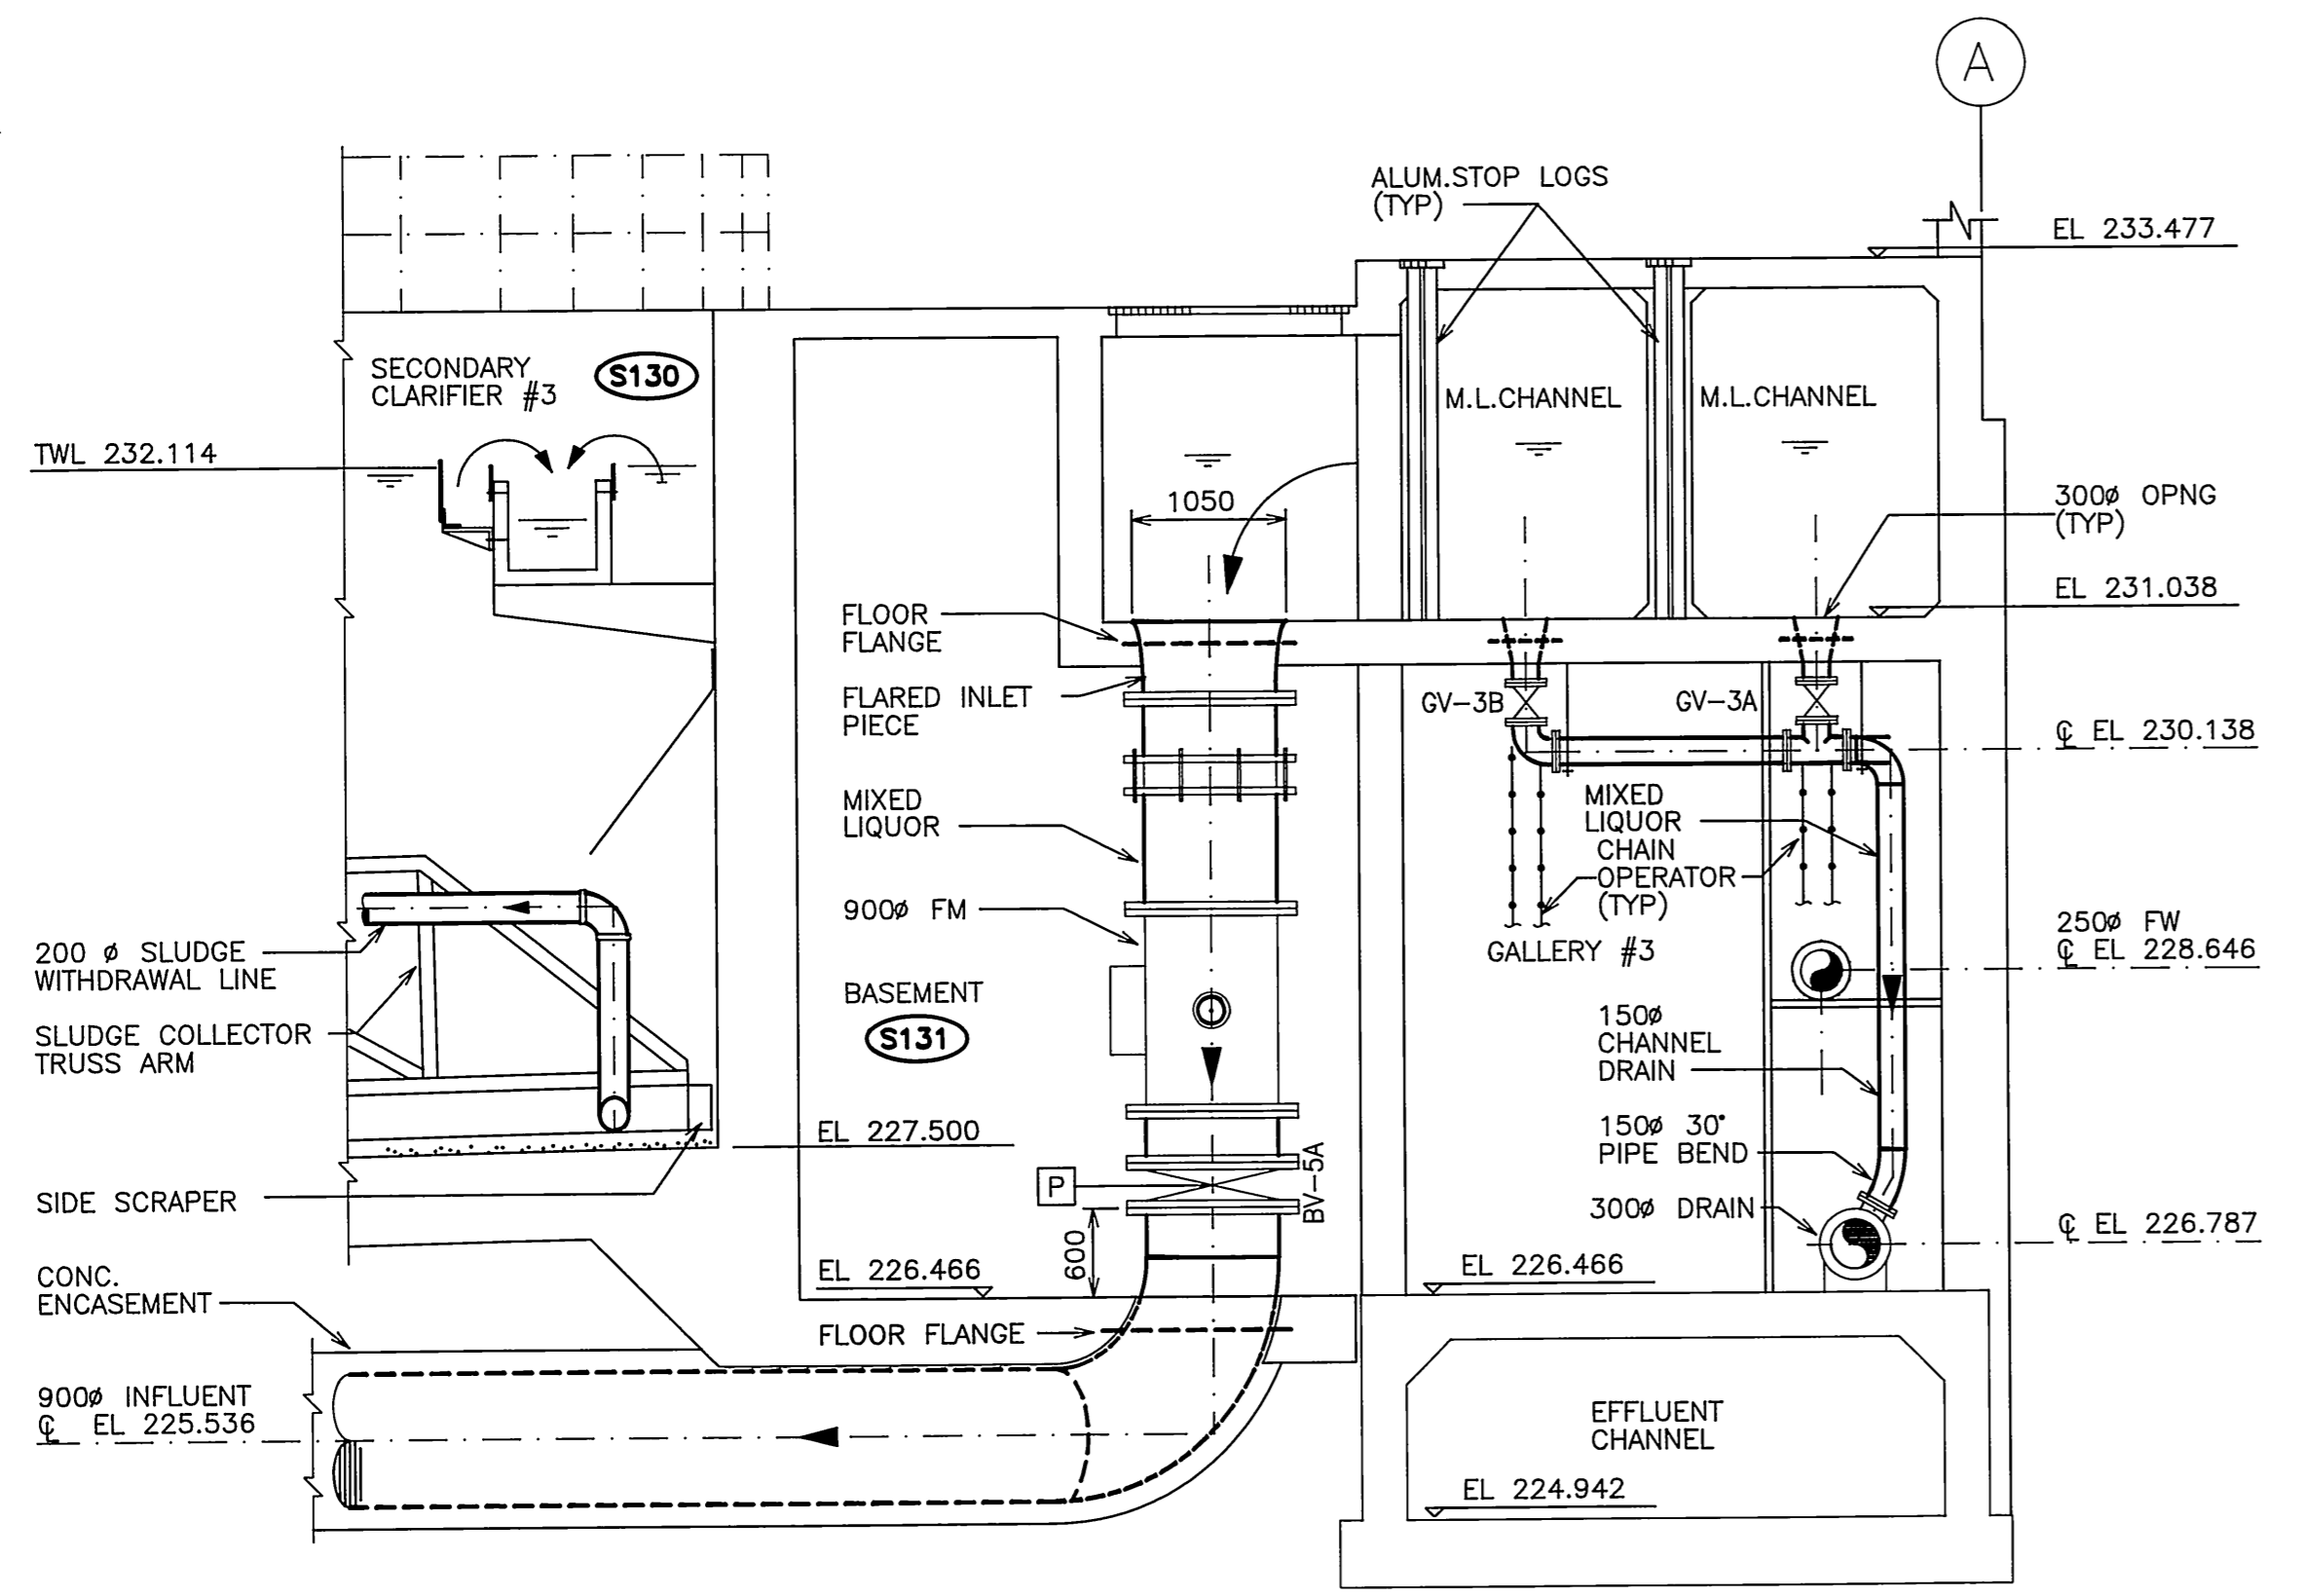 A
ALUM.STOP LOGS
(TYP)
EL 233.477
SECONDARY
CLARIFIER #3
S130
M.L.CHANNEL
M.L.CHANNEL
TWL 232.114
1050
300ø OPNG
(TYP)
EL 231.038
FLOOR
FLANGE
FLARED INLET
PIECE
GV-3B
GV-3A
℄ EL 230.138
MIXED
LIQUOR
MIXED
LIQUOR
CHAIN
OPERATOR
(TYP)
900ø FM
GALLERY #3
250ø FW
℄ EL 228.646
200 ø SLUDGE
WITHDRAWAL LINE
BASEMENT
S131
SLUDGE COLLECTOR
TRUSS ARM
150ø
CHANNEL
DRAIN
EL 227.500
150ø 30°
PIPE BEND
P
BV-5A
SIDE SCRAPER
300ø DRAIN
℄ EL 226.787
600
EL 226.466
EL 226.466
CONC.
ENCASEMENT
FLOOR FLANGE
900ø INFLUENT
℄ EL 225.536
EFFLUENT
CHANNEL
EL 224.942